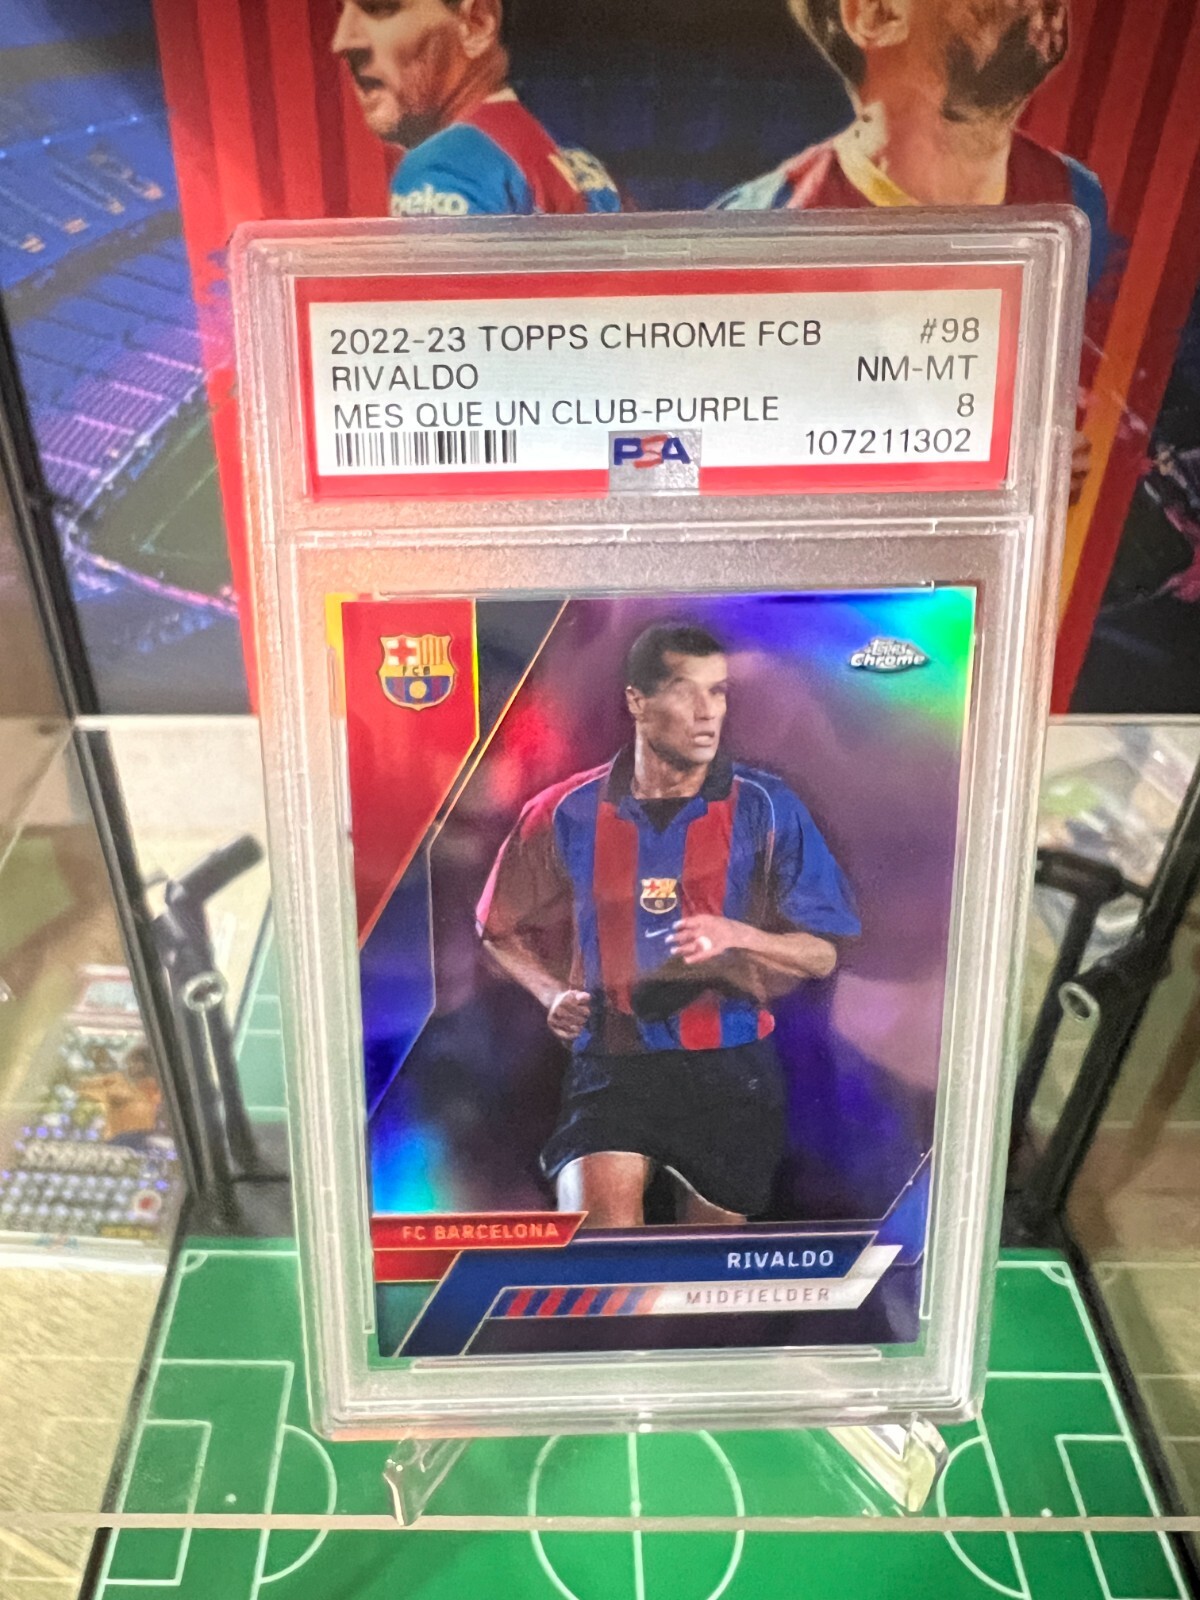 beko
2022-23 TOPPS CHROME FCB #98
RIVALDO NM-MT
MES QUE UN CLUB-PURPLE 8
PSA 107211302
FCB
Topps
Chrome
FC BARCELONA
RIVALDO
MIDFIELDER